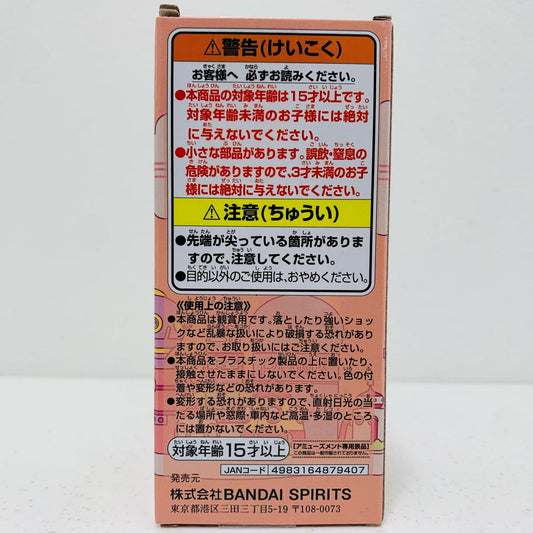 ⚠警告(けいこく)
お客様へ 必ずお読みください。
●本商品の対象年齢は15才以上です。
対象年齢未満のお子様には絶対
に与えないでください。
●小さな部品があります。誤飲・窒息の
危険がありますので、3才未満のお子
様には絶対に与えないでください。
⚠注意(ちゅうい)
●先端が尖っている箇所がありま
すので、注意してください。
●目的以外のご使用は、おやめください。
《使用上の注意》
●本商品は観賞用です。落としたり強いショッ
クなど乱暴な扱いにより破損する恐れがあり
ますので、お取り扱いにはご注意ください。
●本商品をプラスチック製品の上に置いたり、
接触させたままにしないでください。色の付
着や変形などの恐れがあります。
●変形する恐れがありますので、直射日光の当
たる場所や窓際・車内など高温・多湿のところ
には置かないでください。
対象年齢15才以上
[アミューズメント専用景品]
JANコード 4983164879407
発売元
株式会社BANDAI SPIRITS
東京都港区三田三丁目5-19 〒108-0073